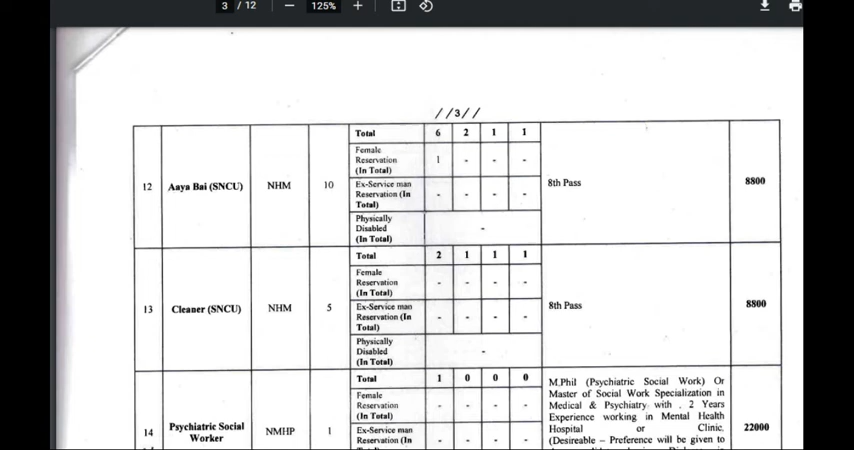 3 / 12 — 125% +
//3//
12 Aaya Bai (SNCU) NHM 10
Total 6 2 1 1
Female Reservation (In Total) 1 - - -
Ex-Service man Reservation (In Total) - - - -
Physically Disabled (In Total) -
8th Pass 8800
13 Cleaner (SNCU) NHM 5
Total 2 1 1 1
Female Reservation (In Total) - - - -
Ex-Service man Reservation (In Total) - - - -
Physically Disabled (In Total) -
8th Pass 8800
14 Psychiatric Social Worker NMHP 1
Total 1 0 0 0
Female Reservation (In Total) - - - -
Ex-Service man Reservation (In - - - -
M.Phil (Psychiatric Social Work) Or
Master of Social Work Specialization in
Medical & Psychiatry with . 2 Years
Experience working in Mental Health
Hospital or Clinic.
(Desireable – Preference will be given to
22000